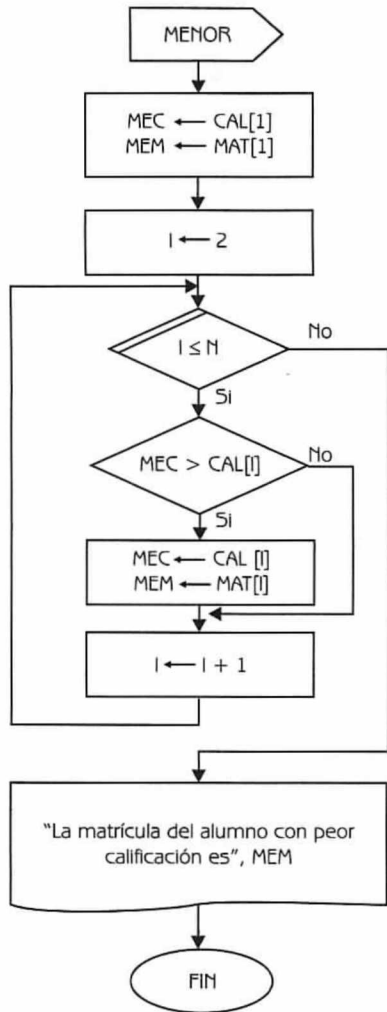 MENOR
MEC ← CAL[1]
MEM ← MAT[1]
I ← 2
I ≤ N
No
Si
MEC > CAL[I]
No
Si
MEC ← CAL [I]
MEM ← MAT[I]
I ← I + 1
"La matrícula del alumno con peor
calificación es", MEM
FIN